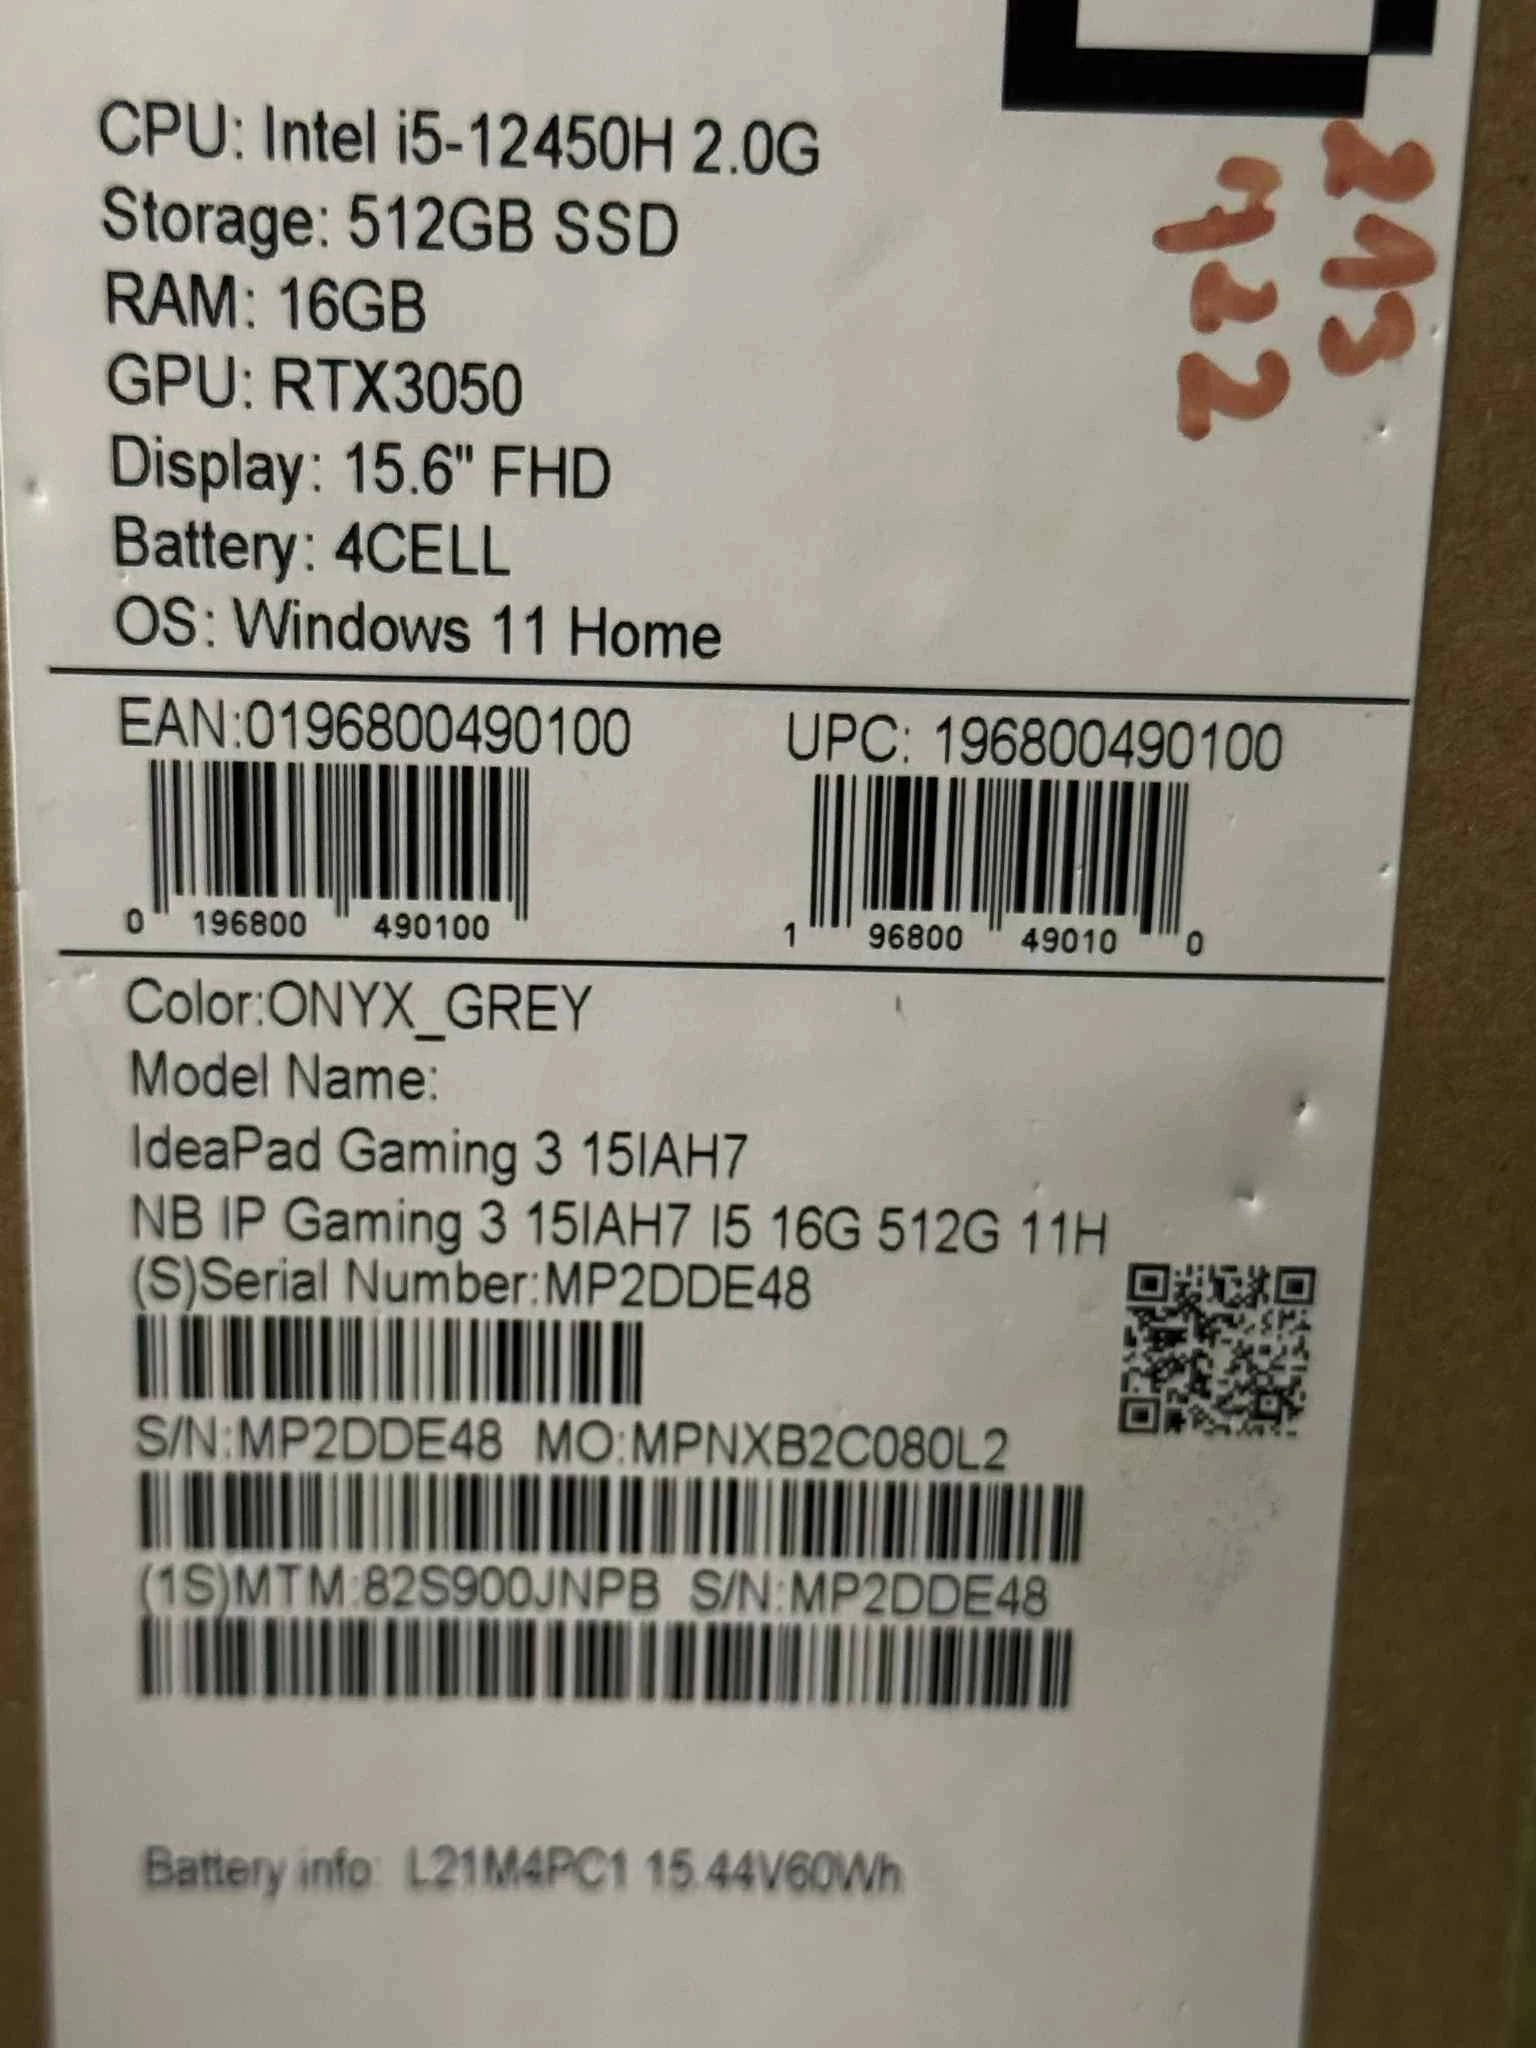 CPU: Intel i5-12450H 2.0G
Storage: 512GB SSD
RAM: 16GB
GPU: RTX3050
Display: 15.6" FHD
Battery: 4CELL
OS: Windows 11 Home
213
722
EAN:0196800490100
UPC: 196800490100
0 196800 490100
1 96800 49010 0
Color:ONYX_GREY
Model Name:
IdeaPad Gaming 3 15IAH7
NB IP Gaming 3 15IAH7 I5 16G 512G 11H
(S)Serial Number:MP2DDE48
S/N:MP2DDE48 MO:MPNXB2C080L2
(1S)MTM:82S900JNPB S/N:MP2DDE48
Battery info: L21M4PC1 15.44V60Wh